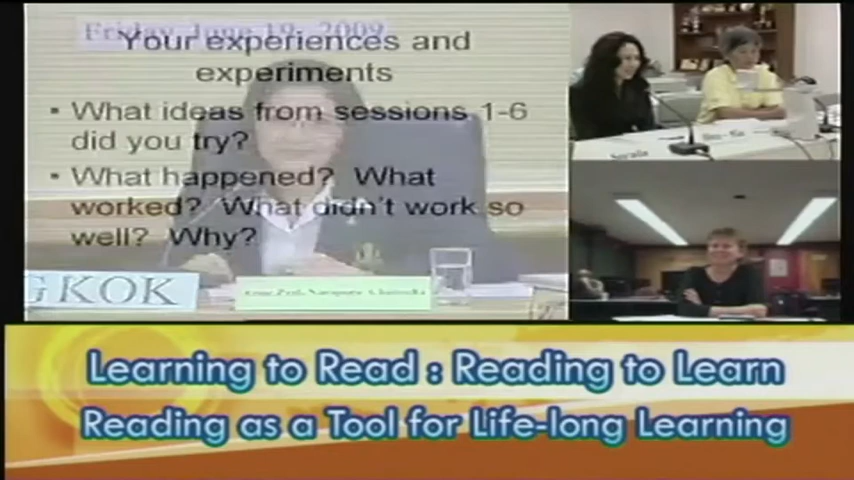 Friday, June 19, 2009
Your experiences and
experiments
• What ideas from sessions 1-6
did you try?
• What happened? What
worked? What didn't work so
well? Why?
GKOK
Learning to Read : Reading to Learn
Reading as a Tool for Life-long Learning